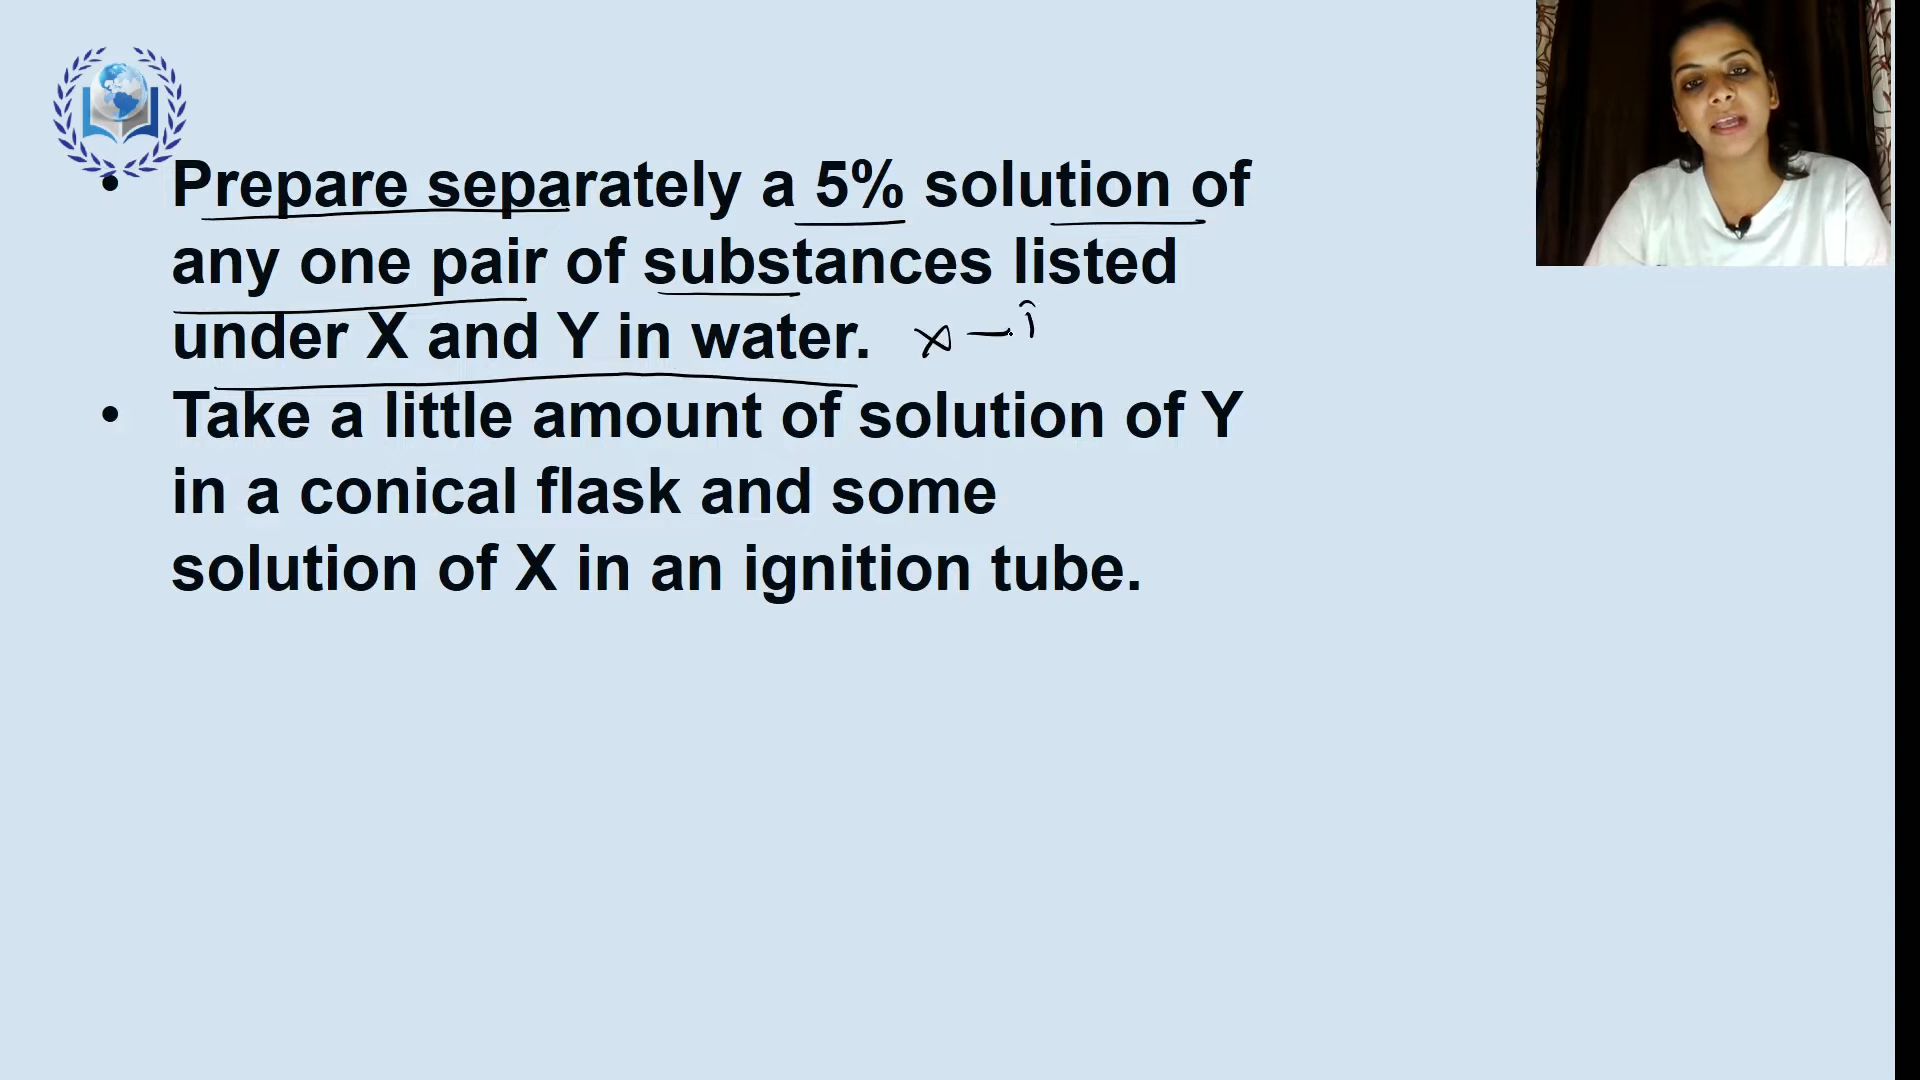 • Prepare separately a 5% solution of
any one pair of substances listed
under X and Y in water. x –
• Take a little amount of solution of Y
in a conical flask and some
solution of X in an ignition tube.